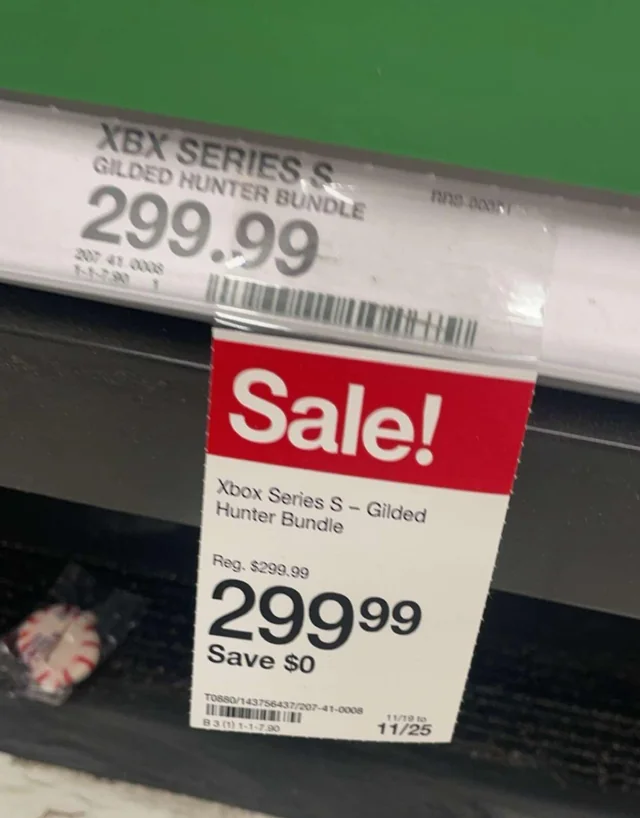 XBX SERIES S
GILDED HUNTER BUNDLE
299.99
207 41 0008
1-1-7.90 1
Sale!
Xbox Series S – Gilded
Hunter Bundle
Reg. $299.99
299 99
Save $0
T0880/143756437/207-41-0008
B 3 (1) 1-1-7.90
11/19 to
11/25